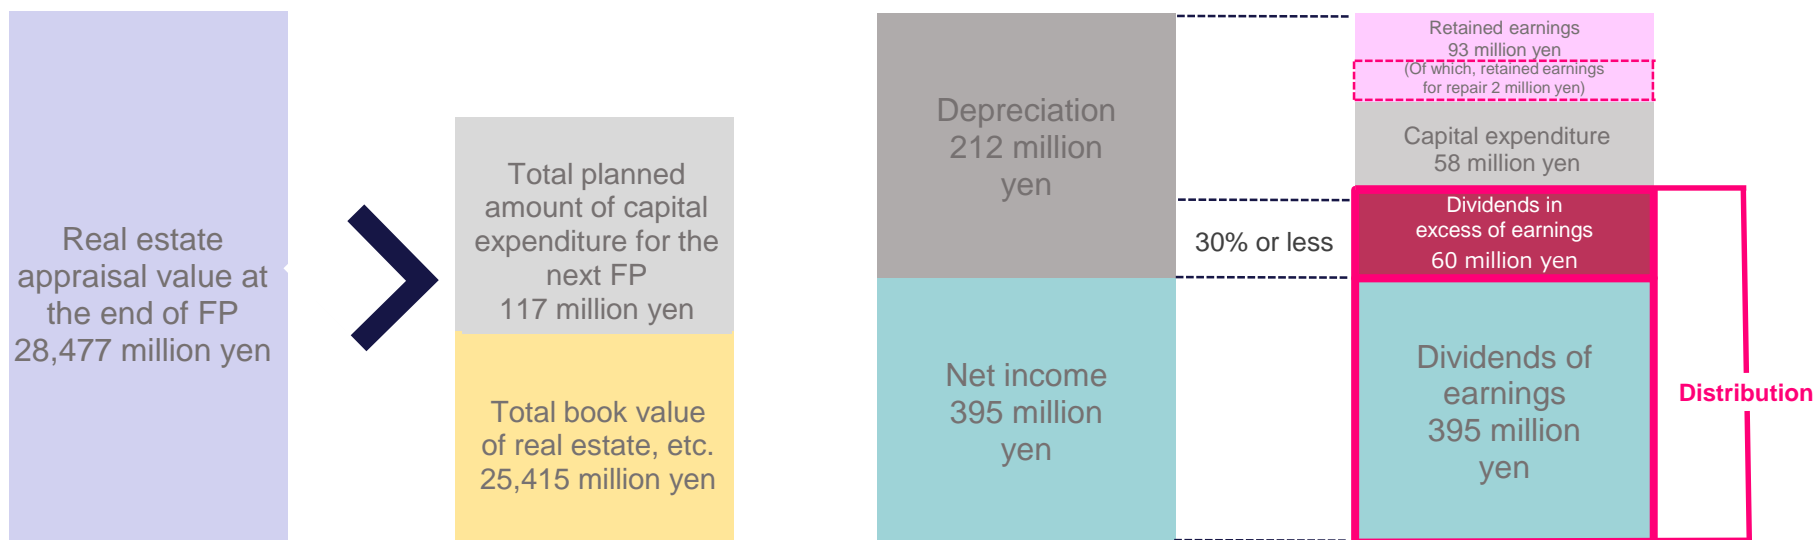 Real estate
appraisal value at
the end of FP
28,477 million yen
Total planned
amount of capital
expenditure for the
next FP
117 million yen
Total book value
of real estate, etc.
25,415 million yen
Depreciation
212 million
yen
Net income
395 million
yen
30% or less
Retained earnings
93 million yen
(Of which, retained earnings
for repair 2 million yen)
Capital expenditure
58 million yen
Dividends in
excess of earnings
60 million yen
Dividends of
earnings
395 million
yen
Distribution